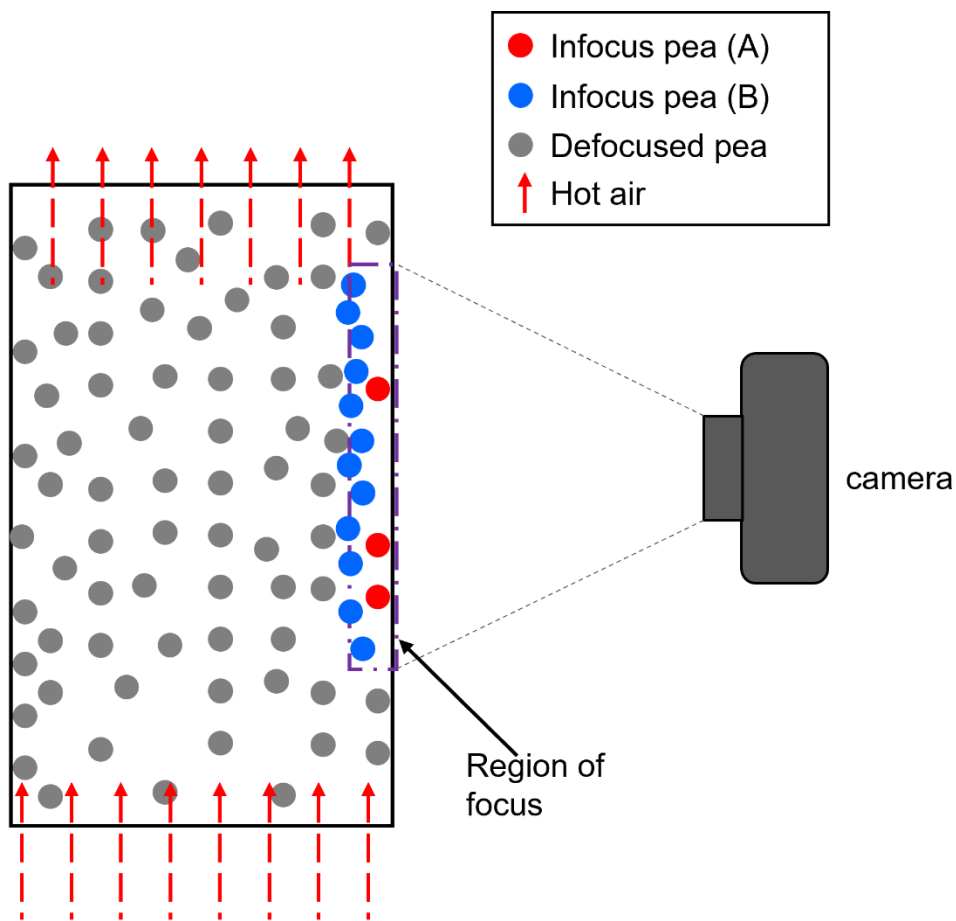 Infocus pea (A)
Infocus pea (B)
Defocused pea
Hot air
camera
Region of
focus